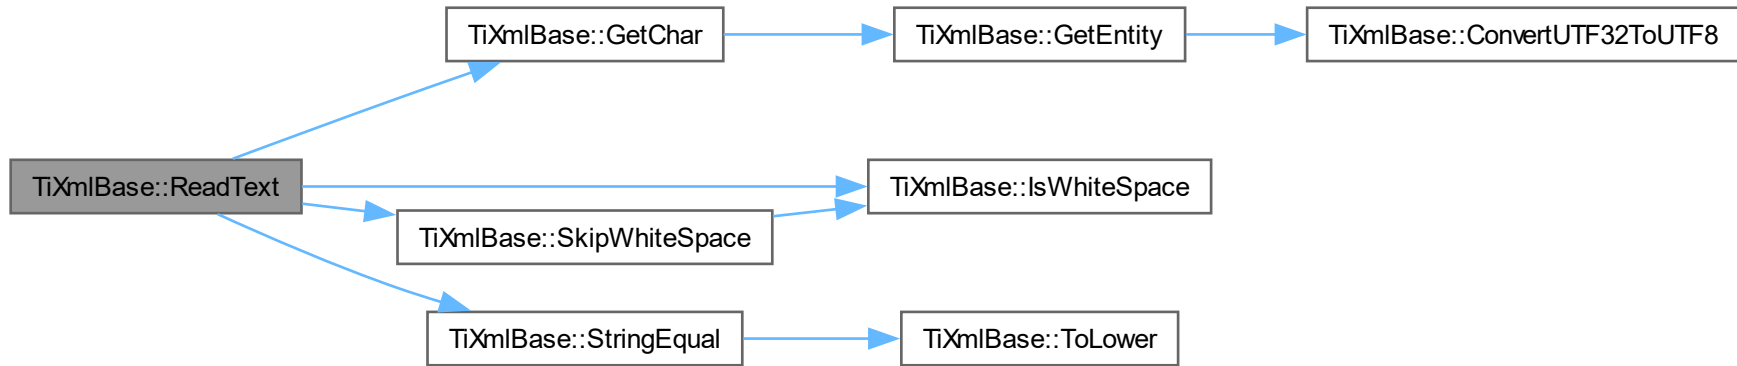 TiXmlBase::GetChar
TiXmlBase::GetEntity
TiXmlBase::ConvertUTF32ToUTF8
TiXmlBase::ReadText
TiXmlBase::IsWhiteSpace
TiXmlBase::SkipWhiteSpace
TiXmlBase::StringEqual
TiXmlBase::ToLower